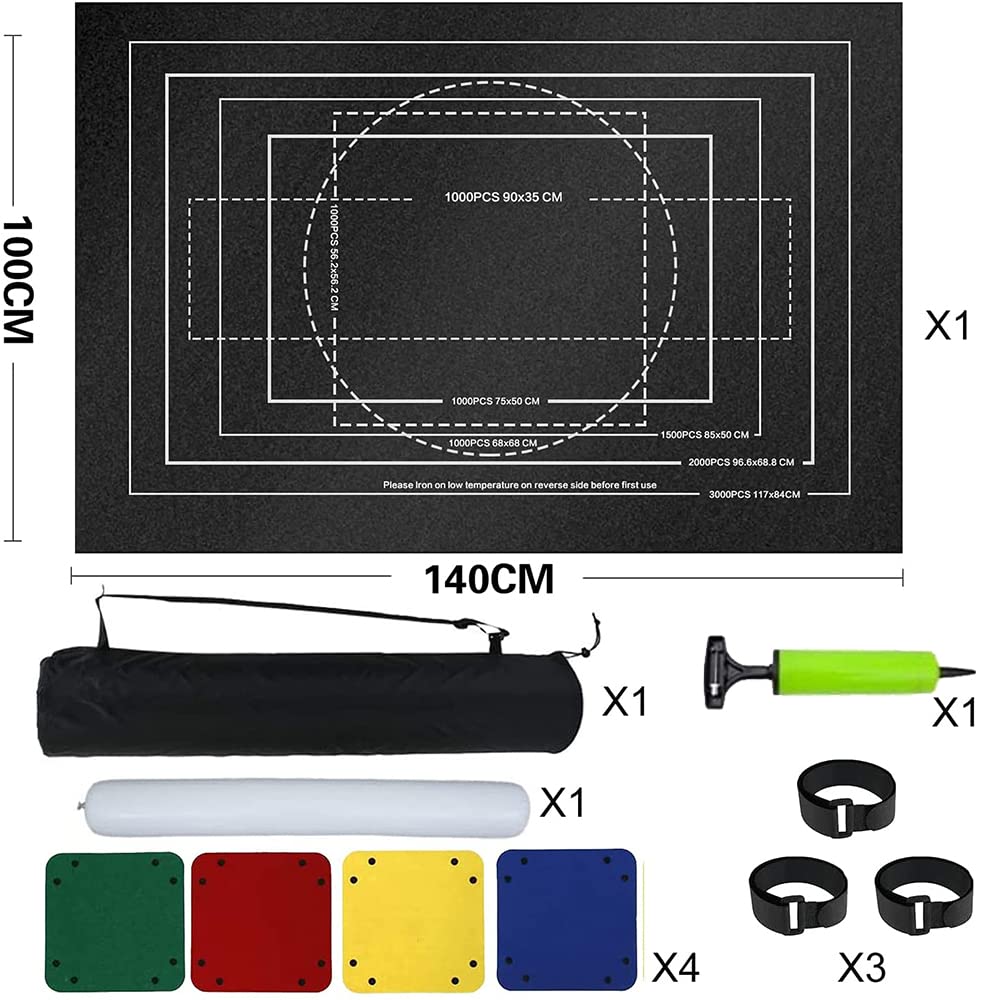 100CM
1000PCS 90x35 CM
1000PCS 56.2x56.2 CM
1000PCS 75x50 CM
1500PCS 85x50 CM
1000PCS 68x68 CM
2000PCS 96.6x68.8 CM
Please Iron on low temperature on reverse side before first use
3000PCS 117x84CM
X1
140CM
X1
X1
X1
X4
X3